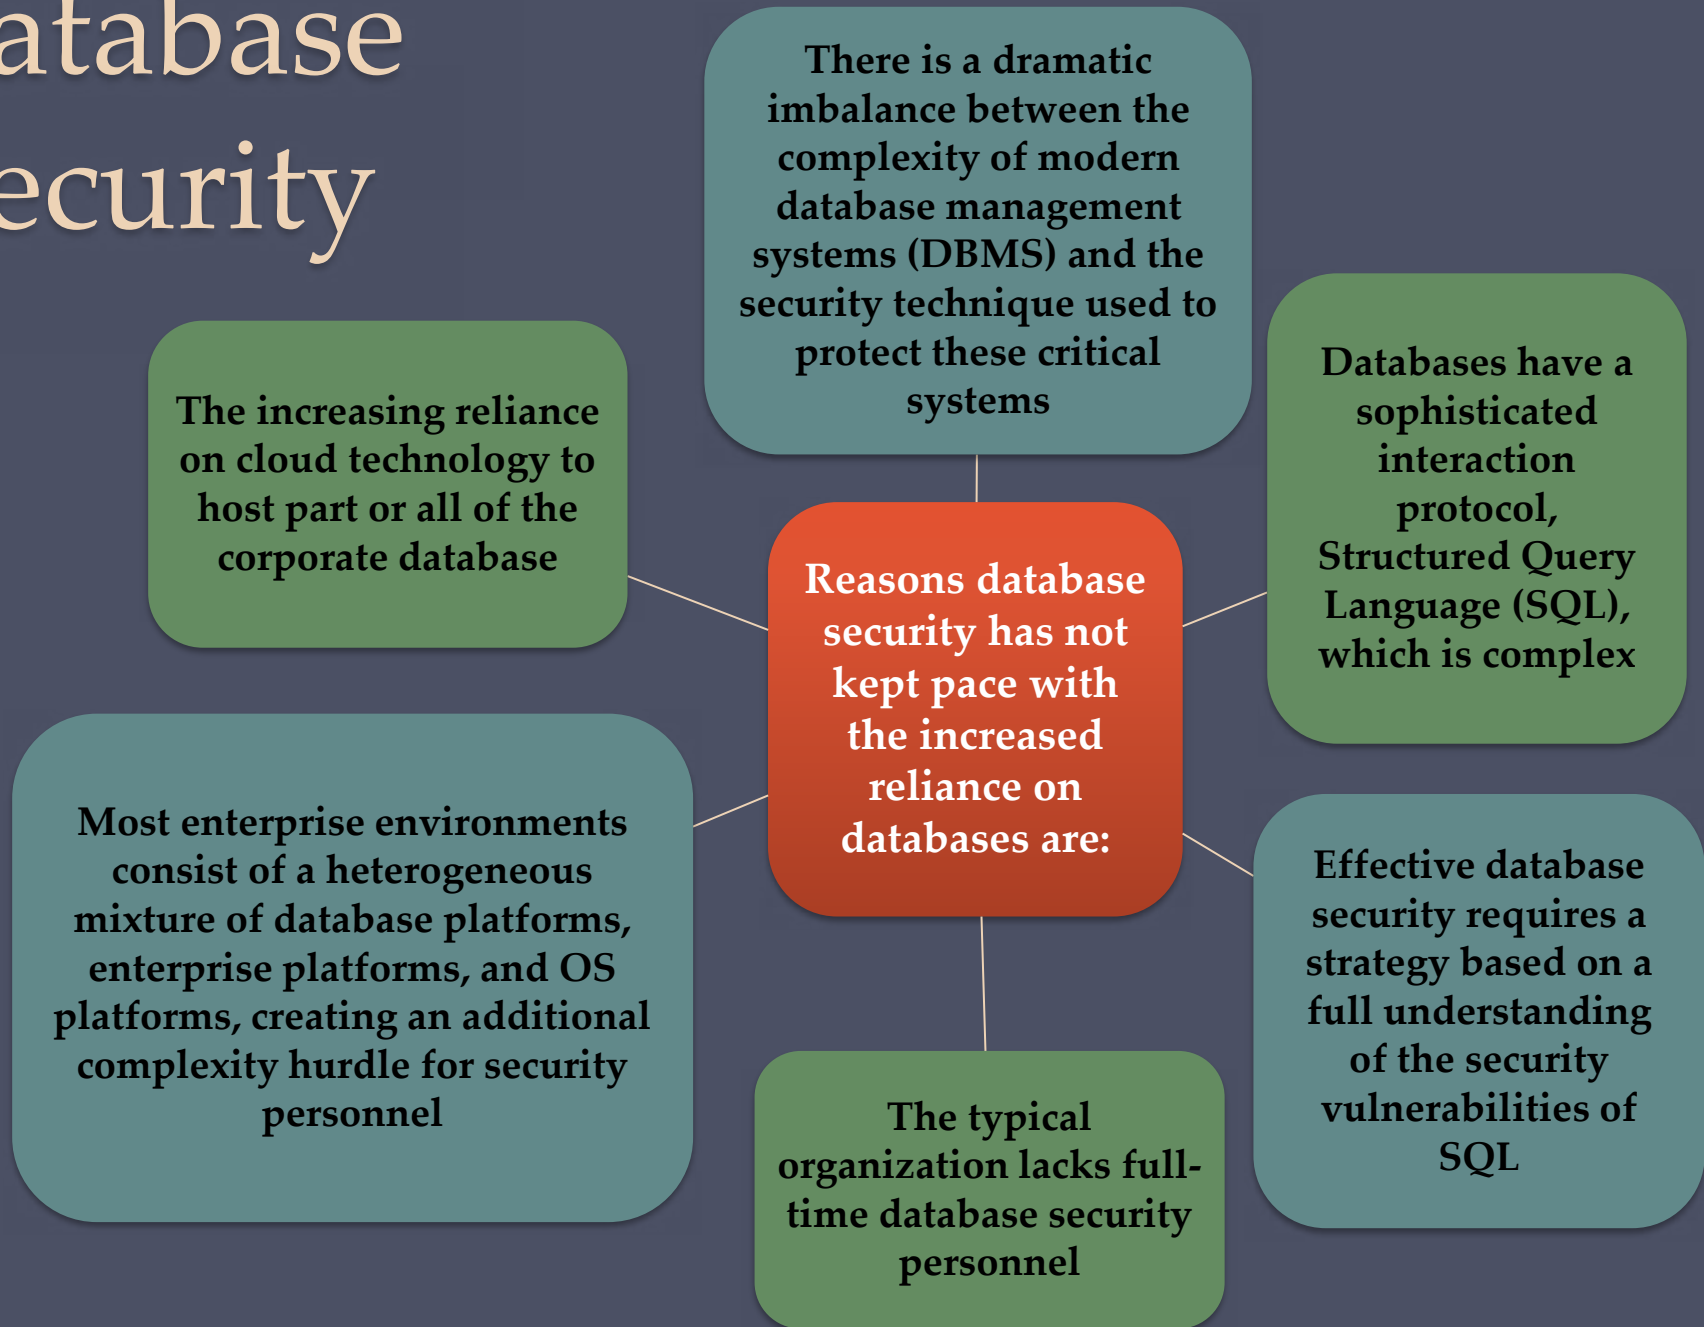 atabase
ecurity
There is a dramatic
imbalance between the
complexity of modern
database management
systems (DBMS) and the
security technique used to
protect these critical
systems
Databases have a
sophisticated
interaction
protocol,
Structured Query
Language (SQL),
which is complex
Effective database
security requires a
strategy based on a
full understanding
of the security
vulnerabilities of
SQL
The typical
organization lacks full-
time database security
personnel
Most enterprise environments
consist of a heterogeneous
mixture of database platforms,
enterprise platforms, and OS
platforms, creating an additional
complexity hurdle for security
personnel
The increasing reliance
on cloud technology to
host part or all of the
corporate database
Reasons database
security has not
kept pace with
the increased
reliance on
databases are: